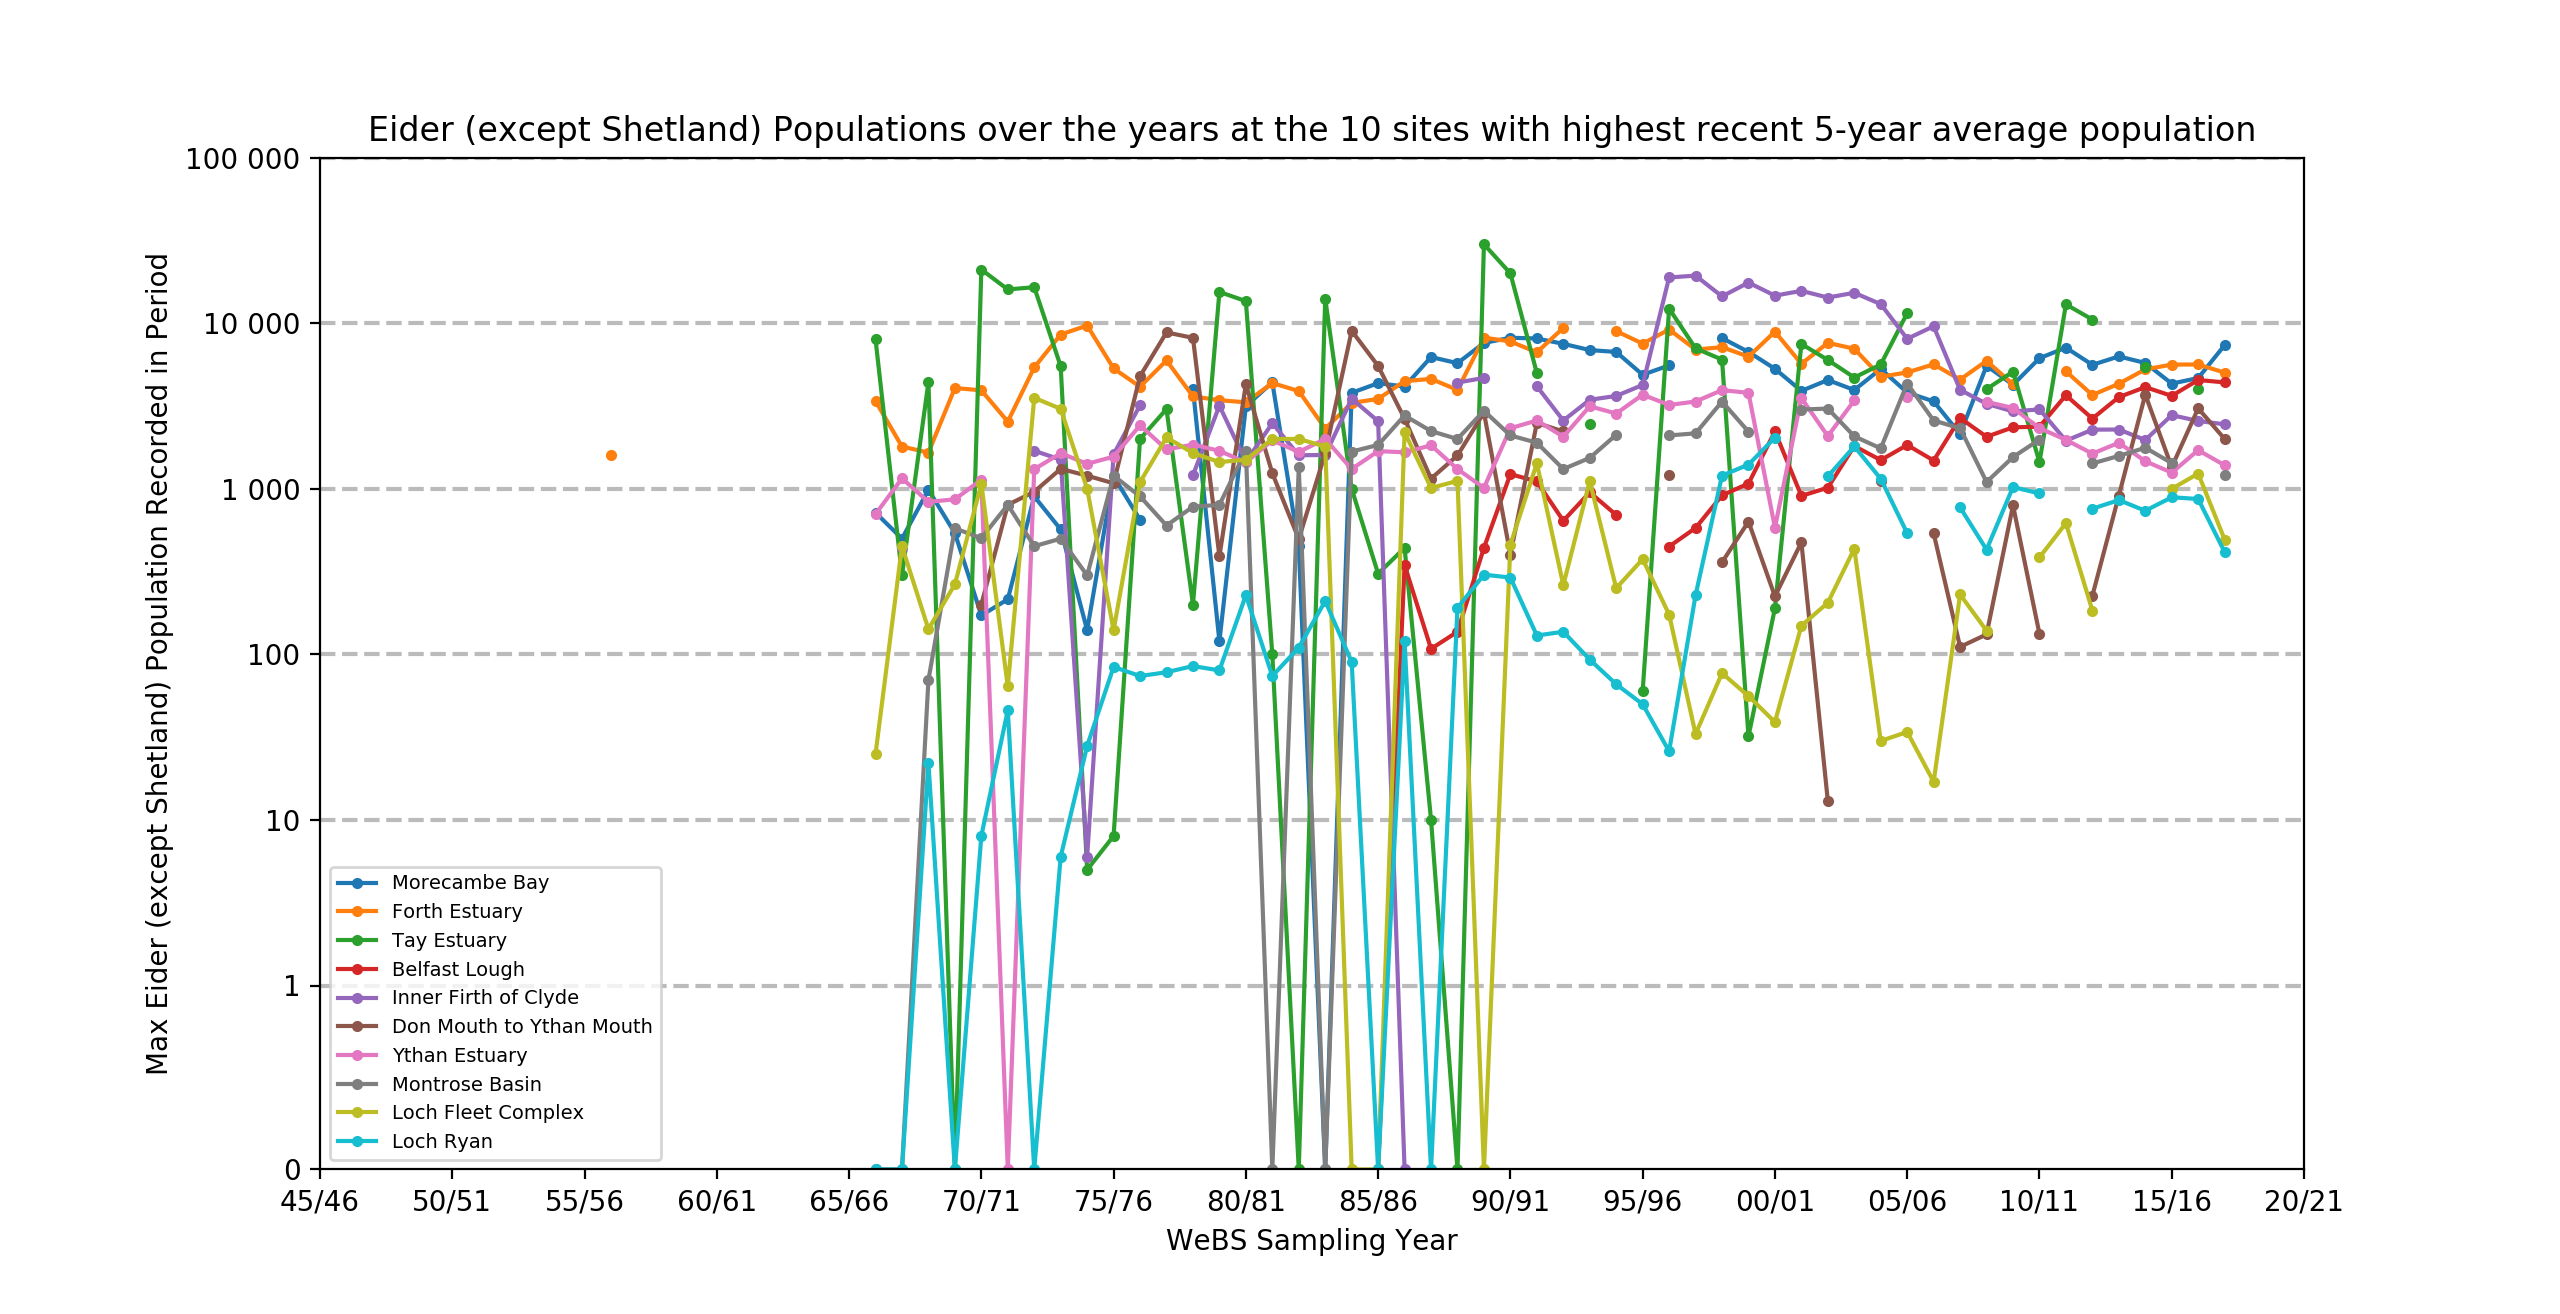 Eider (except Shetland) Populations over the years at the 10 sites with highest recent 5-year average population
Max Eider (except Shetland) Population Recorded in Period
100 000
10 000
1 000
100
10
1
0
Morecambe Bay
Forth Estuary
Tay Estuary
Belfast Lough
Inner Firth of Clyde
Don Mouth to Ythan Mouth
Ythan Estuary
Montrose Basin
Loch Fleet Complex
Loch Ryan
45/46 50/51 55/56 60/61 65/66 70/71 75/76 80/81 85/86 90/91 95/96 00/01 05/06 10/11 15/16 20/21
WeBS Sampling Year